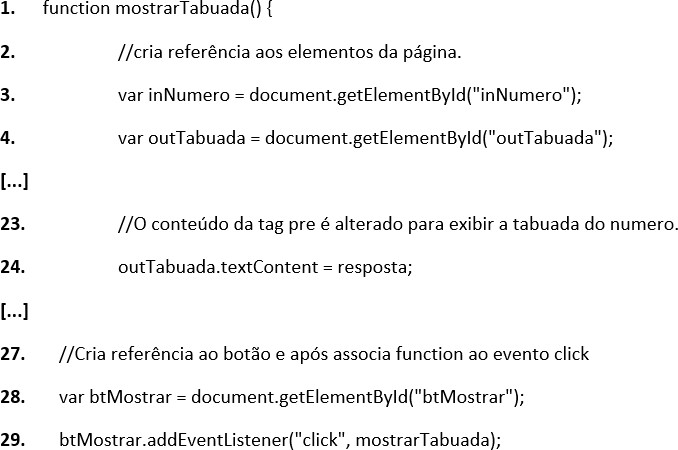 1. function mostrarTabuada() {
2. //cria referência aos elementos da página.
3. var inNumero = document.getElementById("inNumero");
4. var outTabuada = document.getElementById("outTabuada");
[...]
23. //O conteúdo da tag pre é alterado para exibir a tabuada do numero.
24. outTabuada.textContent = resposta;
[...]
27. //Cria referência ao botão e após associa function ao evento click
28. var btMostrar = document.getElementById("btMostrar");
29. btMostrar.addEventListener("click", mostrarTabuada);